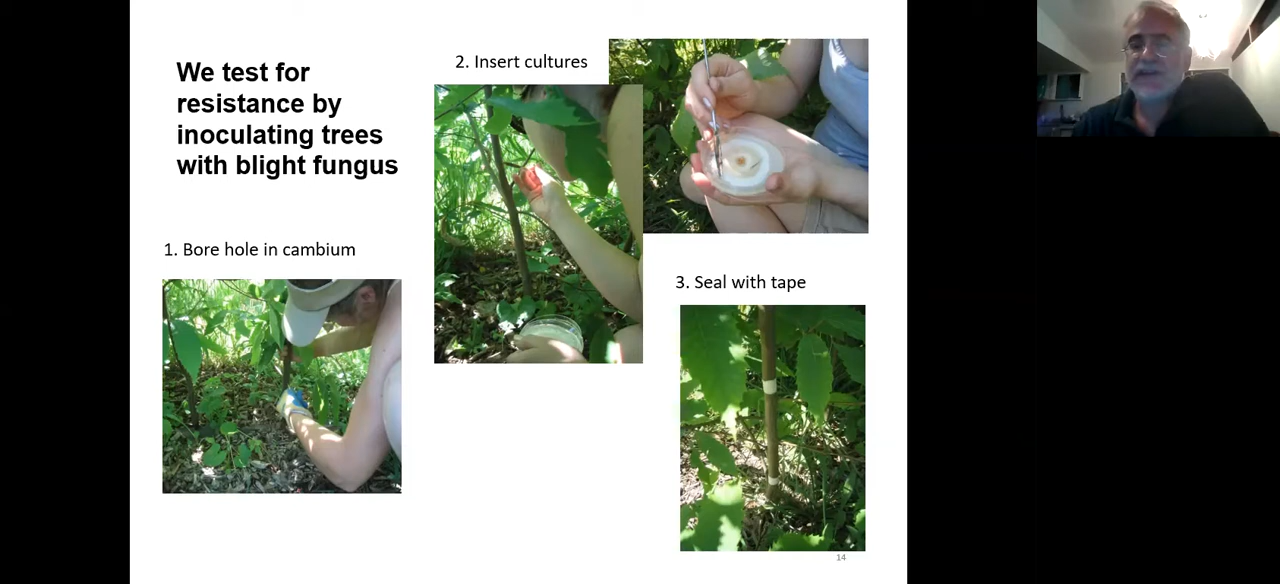 We test for
resistance by
inoculating trees
with blight fungus
1. Bore hole in cambium
2. Insert cultures
3. Seal with tape
14